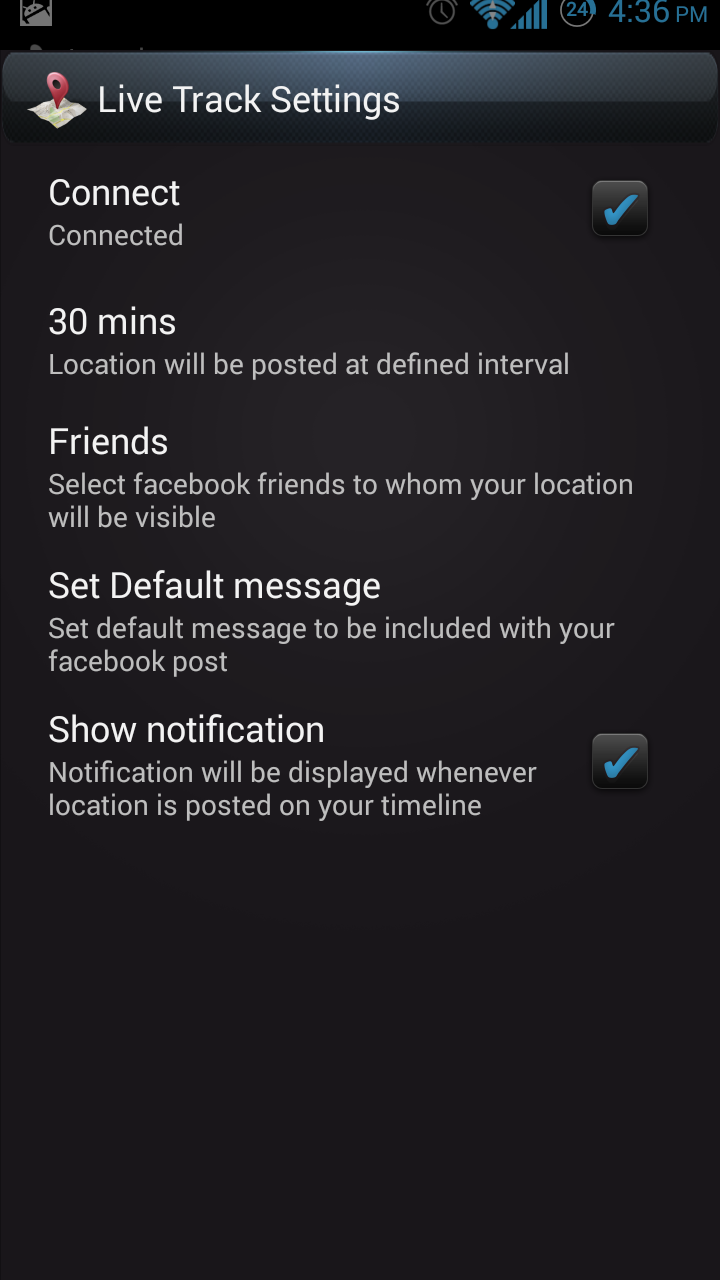 24
4:36 PM
Live Track Settings
Connect
Connected
30 mins
Location will be posted at defined interval
Friends
Select facebook friends to whom your location
will be visible
Set Default message
Set default message to be included with your
facebook post
Show notification
Notification will be displayed whenever
location is posted on your timeline